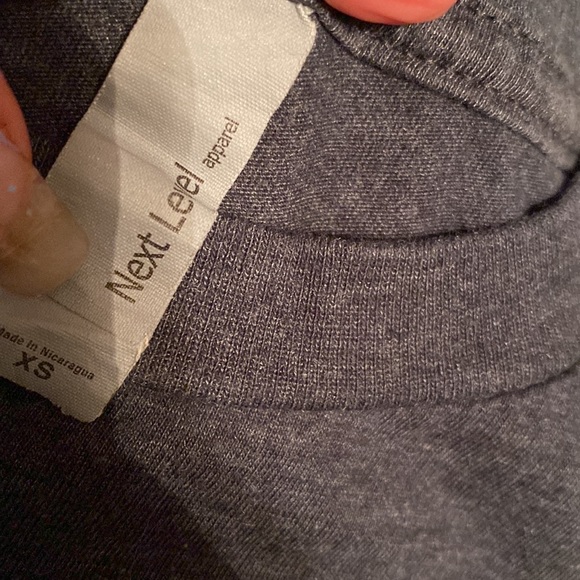 Next Level
apparel
Made in Nicaragua
XS